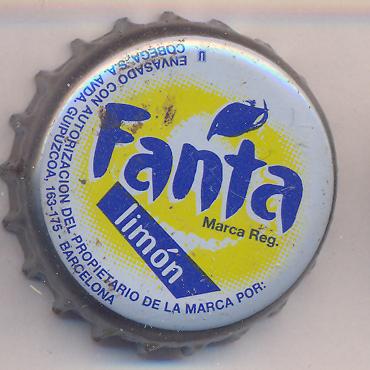 Fanta
Marca Reg.
limón
ENVASADO CON AUTORIZACION DEL PROPIETARIO DE LA MARCA POR:
COBEGA, S.A. AVDA. GUIPUZCOA, 163-175 - BARCELONA
U